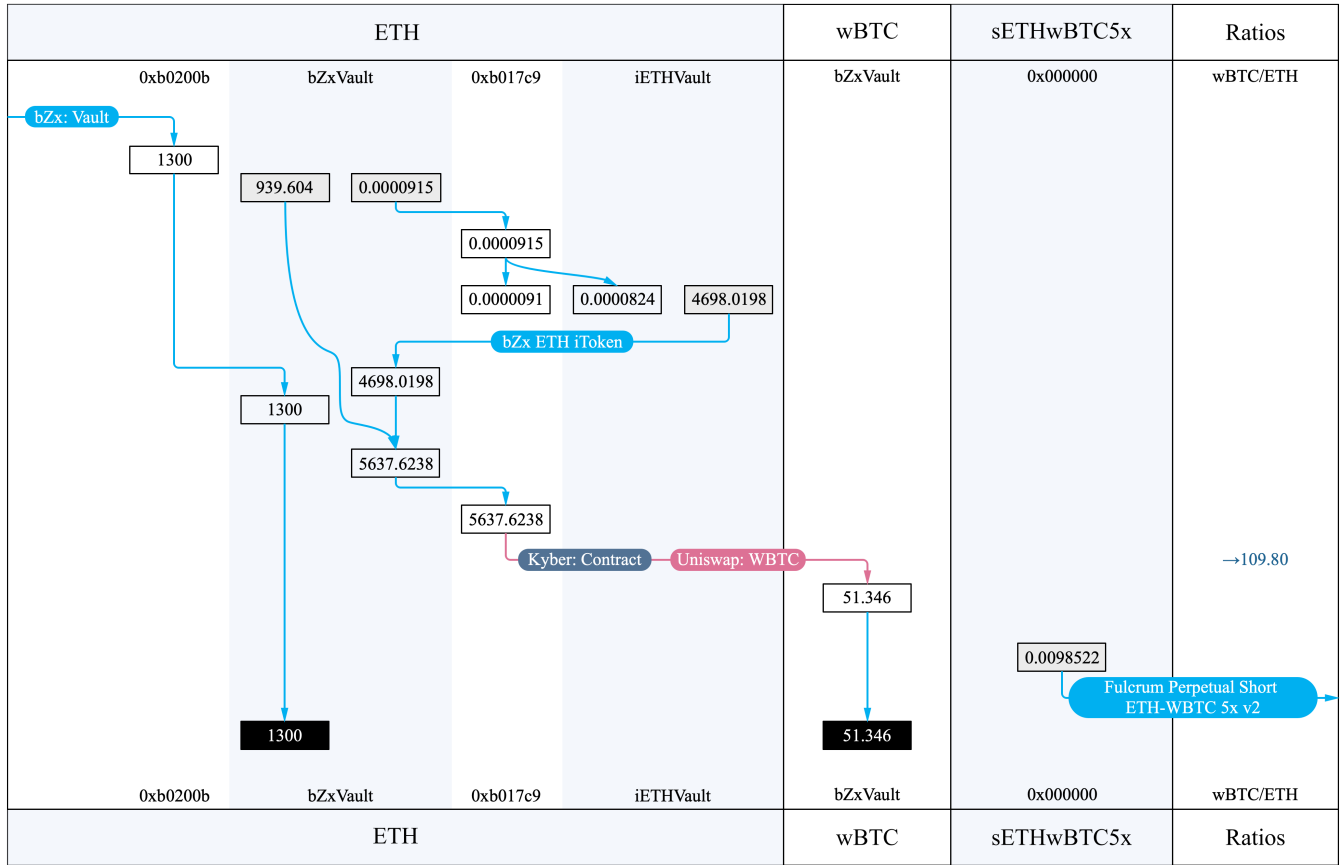 ETH wBTC sETHwBTC5x Ratios
0xb0200b bZxVault 0xb017c9 iETHVault bZxVault 0x000000 wBTC/ETH
bZx: Vault
1300
939.604 0.0000915
0.0000915
0.0000091 0.0000824 4698.0198
bZx ETH iToken
4698.0198
1300
5637.6238
5637.6238
Kyber: Contract Uniswap: WBTC →109.80
51.346
0.0098522
Fulcrum Perpetual Short
ETH-WBTC 5x v2
1300 51.346
0xb0200b bZxVault 0xb017c9 iETHVault bZxVault 0x000000 wBTC/ETH
ETH wBTC sETHwBTC5x Ratios